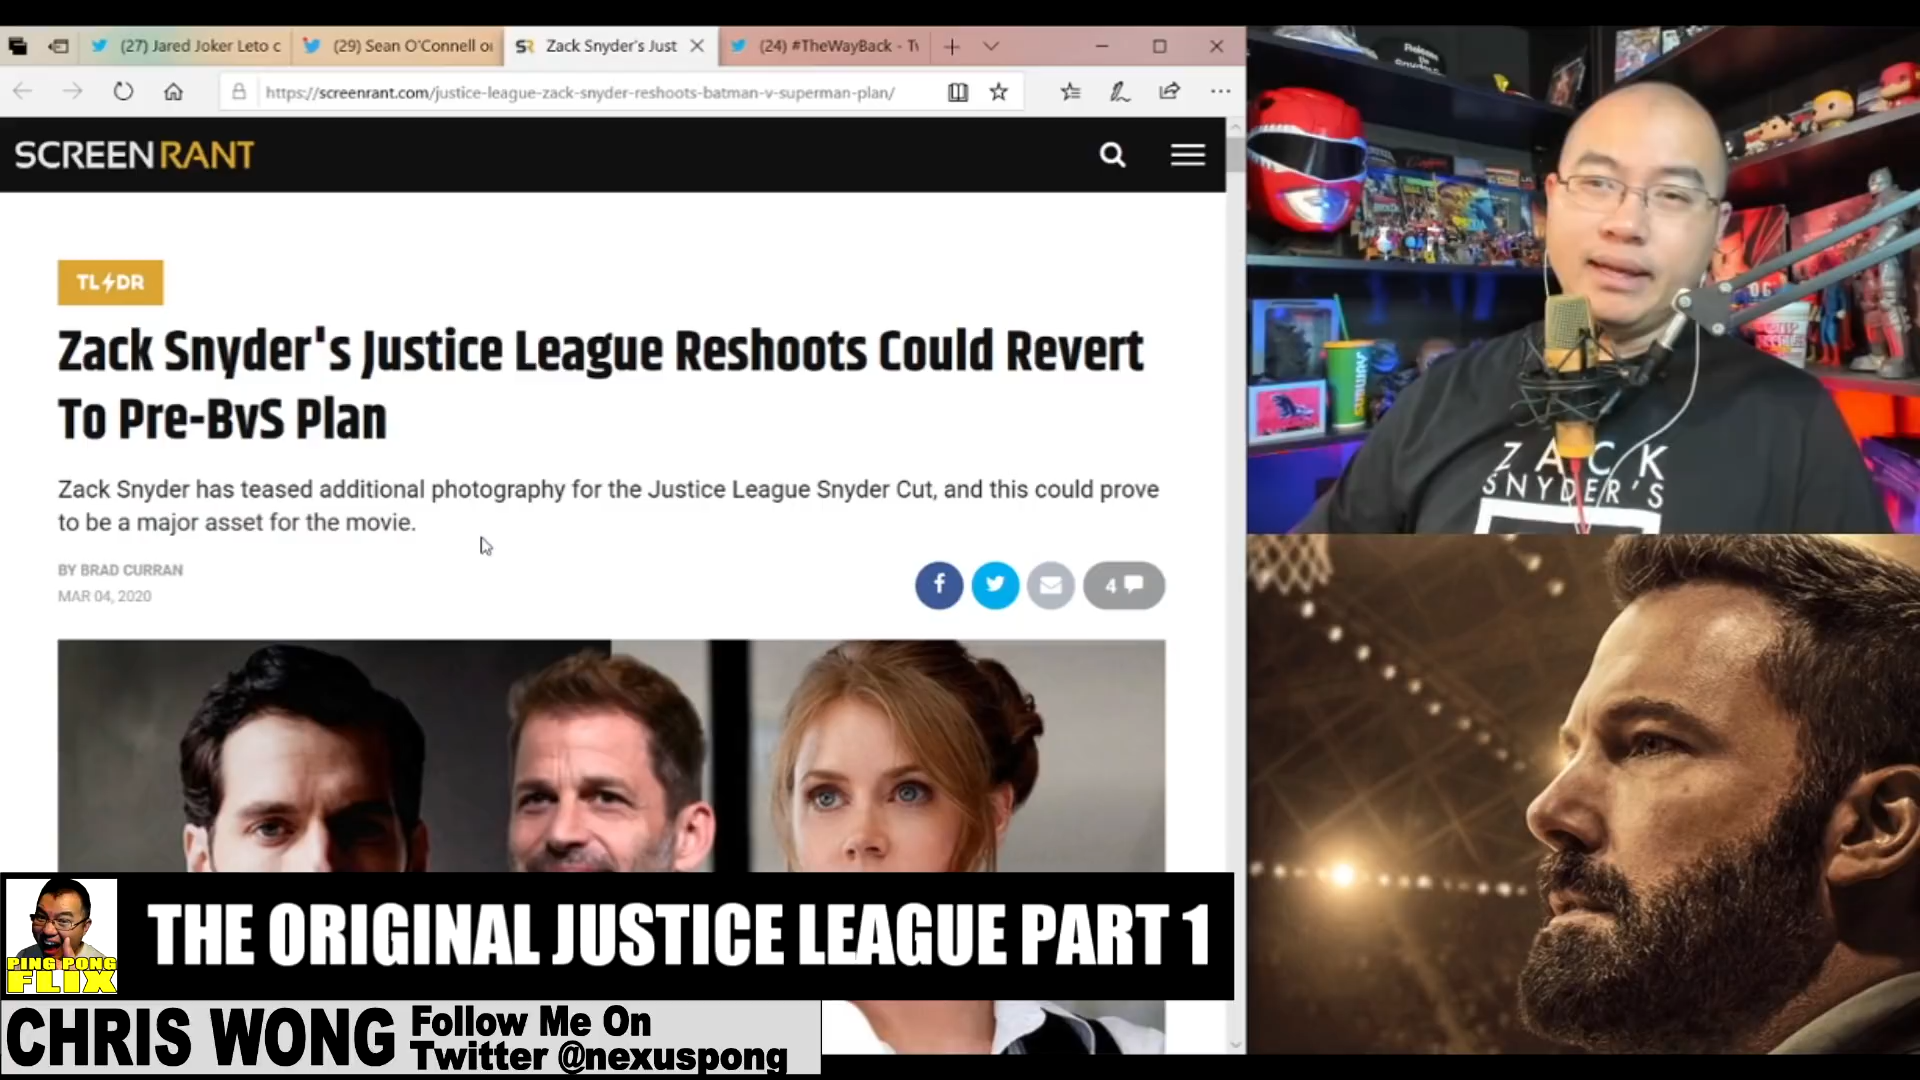 (27) Jared Joker Leto c
(29) Sean O'Connell or
SR Zack Snyder's Just
(24) #TheWayBack - Tw
https://screenrant.com/justice-league-zack-snyder-reshoots-batman-v-superman-plan/
SCREENRANT
TL DR
Zack Snyder's Justice League Reshoots Could Revert
To Pre-BvS Plan
Zack Snyder has teased additional photography for the Justice League Snyder Cut, and this could prove
to be a major asset for the movie.
BY BRAD CURRAN
MAR 04, 2020
4
SUBWAY
ZACK
SNYDER'S
PING PONG
FLIX
THE ORIGINAL JUSTICE LEAGUE PART 1
CHRIS WONG
Follow Me On
Twitter @nexuspong